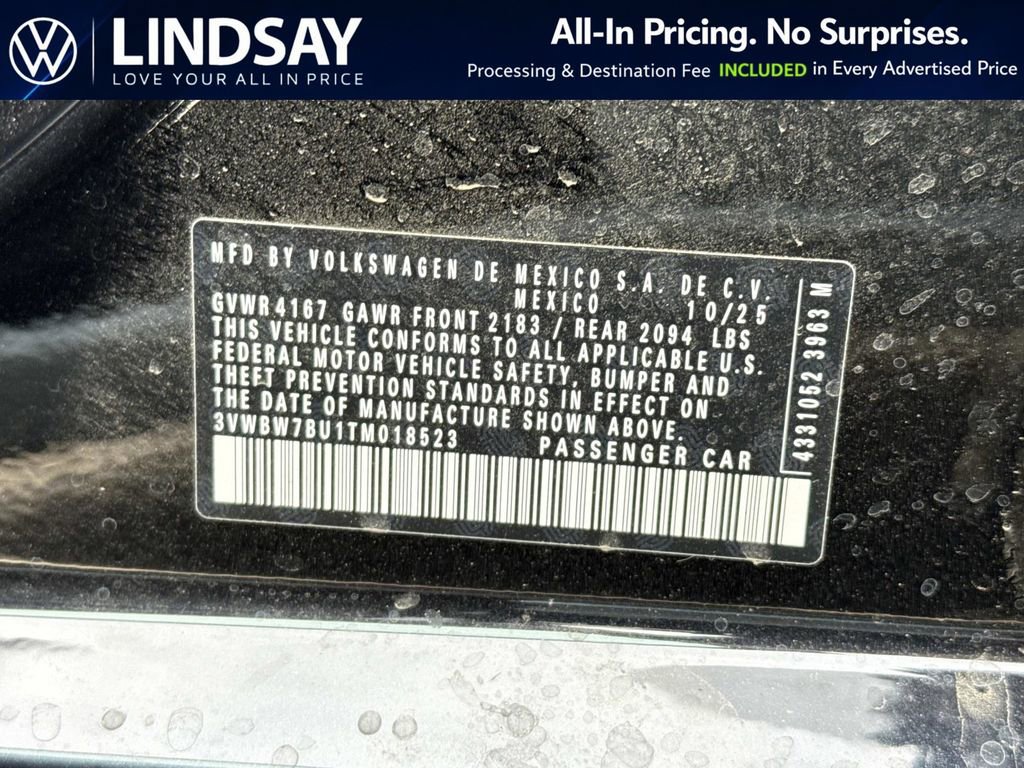 LINDSAY
LOVE YOUR ALL IN PRICE
All-In Pricing. No Surprises.
Processing & Destination Fee INCLUDED in Every Advertised Price
MFD BY VOLKSWAGEN DE MEXICO S.A. DE C.V.
MEXICO 10/25
GVWR 4167 GAWR FRONT 2183 / REAR 2094 LBS
THIS VEHICLE CONFORMS TO ALL APPLICABLE U.S.
FEDERAL MOTOR VEHICLE SAFETY, BUMPER AND
THEFT PREVENTION STANDARDS IN EFFECT ON
THE DATE OF MANUFACTURE SHOWN ABOVE.
3VWBW7BU1TM018523 PASSENGER CAR
4331052 3963 M